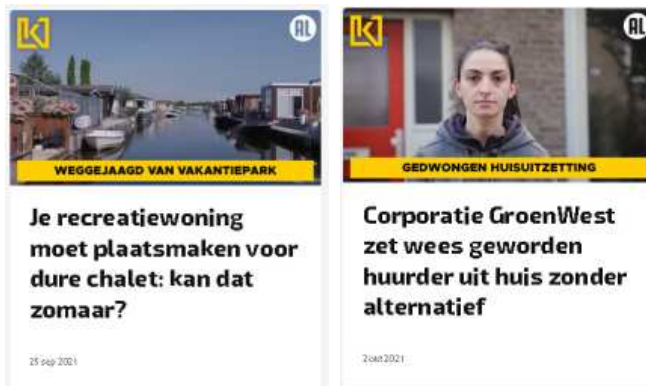 K
AL
WEGGEJAAGD VAN VAKANTIEPARK
Je recreatiewoning
moet plaatsmaken voor
dure chalet: kan dat
zomaar?
25 sep 2021
K
AL
GEDWONGEN HUISUITZETTING
Corporatie GroenWest
zet wees geworden
huurder uit huis zonder
alternatief
2 okt 2021